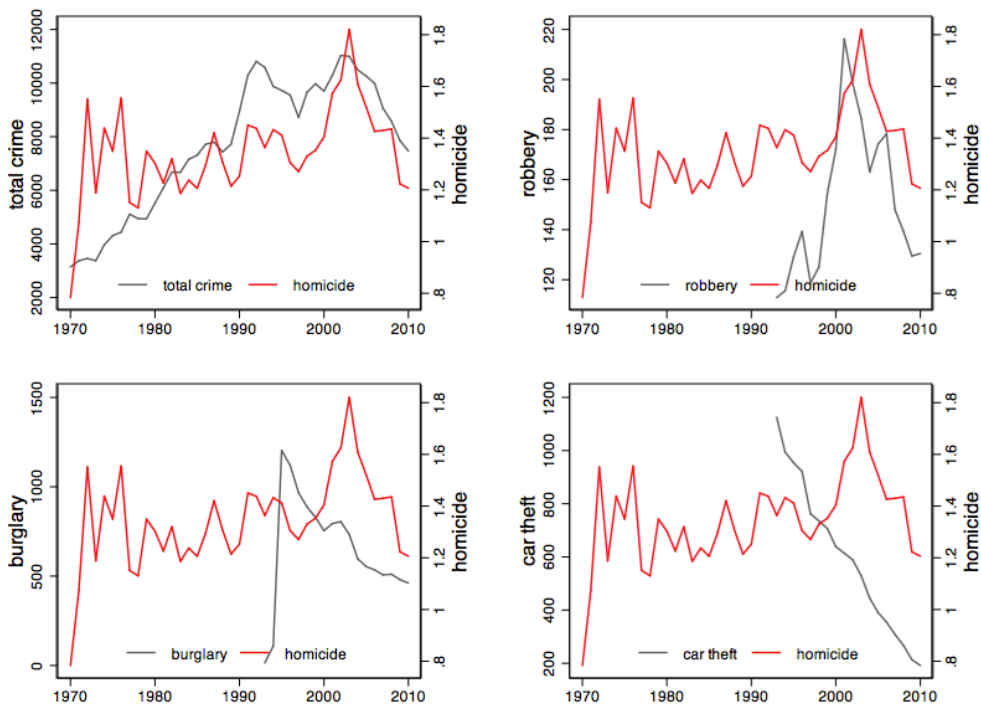 total crime
12000
10000
8000
6000
4000
2000
1.8
1.6
1.4
1.2
1
.8
homicide
total crime homicide
1970 1980 1990 2000 2010
robbery
220
200
180
160
140
120
1.8
1.6
1.4
1.2
1
.8
homicide
robbery homicide
1970 1980 1990 2000 2010
burglary
1500
1000
500
0
1.8
1.6
1.4
1.2
1
.8
homicide
burglary homicide
1970 1980 1990 2000 2010
car theft
1200
1000
800
600
400
200
1.8
1.6
1.4
1.2
1
.8
homicide
car theft homicide
1970 1980 1990 2000 2010